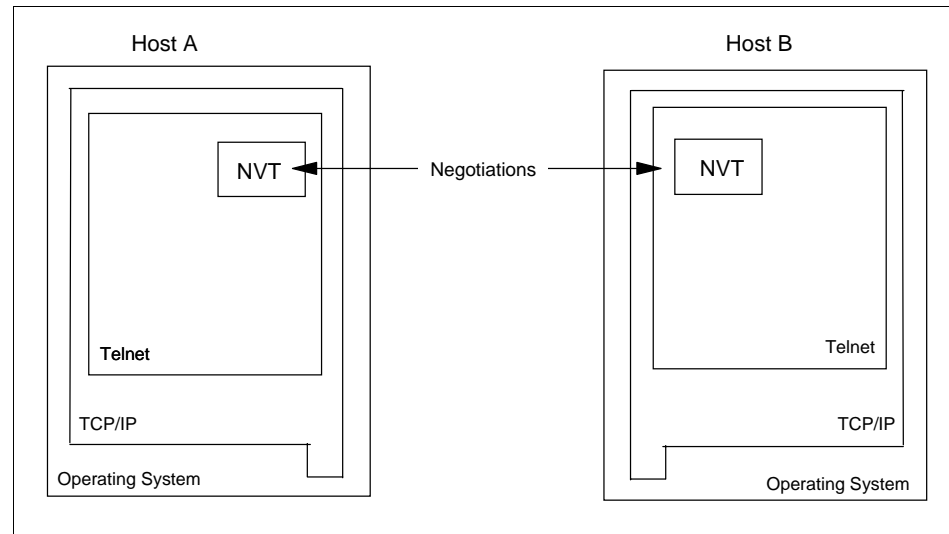 Host A
Host B
NVT
Negotiations
NVT
Telnet
Telnet
TCP/IP
TCP/IP
Operating System
Operating System